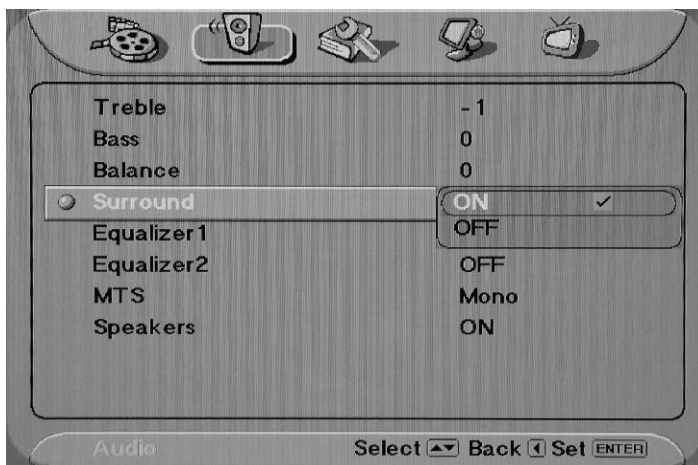 Treble -1
Bass 0
Balance 0
Surround ON ✓
Equalizer1 OFF
Equalizer2 OFF
MTS Mono
Speakers ON
Audio Select ▲▼ Back ◀ Set ENTER